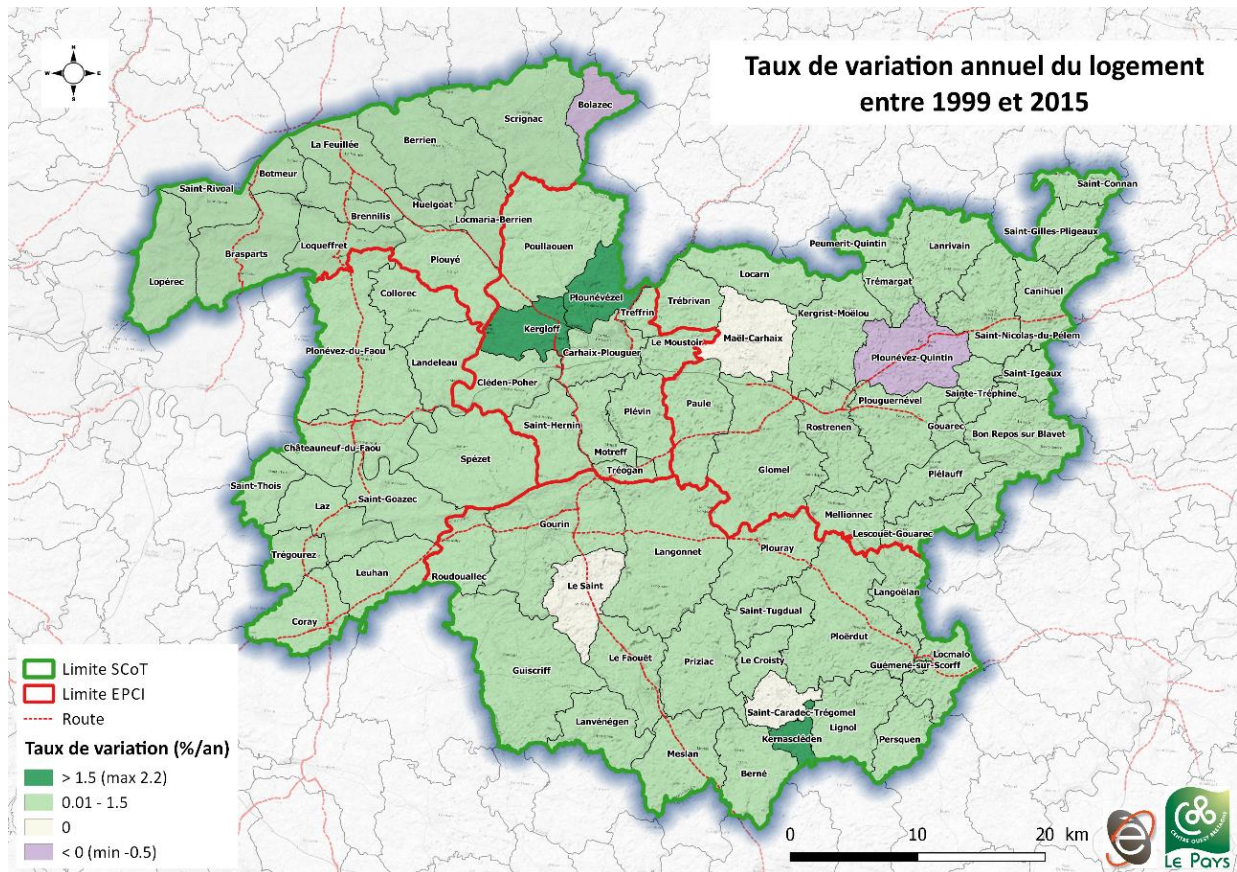 Taux de variation annuel du logement
entre 1999 et 2015
N
W
E
S
Bolazec
Scrignac
Berrien
La Feuillée
Botmeur
Saint-Rivoal
Huelgoat
Locmaria-Berrien
Brennilis
Loqueffret
Brasparts
Lopérec
Plouyé
Poullaouen
Collorec
Plounévézel
Kergloff
Treffrin
Carhaix-Plouguer
Le Moustoir
Trébrivan
Locarn
Maël-Carhaix
Kergrist-Moëlou
Peumerit-Quintin
Trémargat
Lanrivain
Saint-Connan
Saint-Gilles-Pligeaux
Canihuel
Saint-Nicolas-du-Pélem
Plounévez-Quintin
Saint-Igeaux
Sainte-Tréphine
Plouguernével
Gouarec
Bon Repos sur Blavet
Plonévez-du-Faou
Landeleau
Cléden-Poher
Saint-Hernin
Plévin
Paule
Rostrenen
Motreff
Tréogan
Glomel
Piélauff
Mellionnec
Lescouët-Gouarec
Châteauneuf-du-Faou
Spézet
Saint-Thois
Laz
Saint-Goazec
Trégourez
Leuhan
Coray
Roudouallec
Gourin
Langonnet
Plouray
Le Saint
Langoëlan
Saint-Tugdual
Ploërdut
Locmalo
Guémené-sur-Scorff
Guiscriff
Le Faouët
Priziac
Le Croisty
Saint-Caradec-Trégomel
Lignol
Kernascléden
Persquen
Lanvénégen
Meslan
Berné
Limite SCoT
Limite EPCI
Route
Taux de variation (%/an)
> 1.5 (max 2.2)
0.01 - 1.5
0
< 0 (min -0.5)
0 10 20 km
CENTRE OUEST BRETAGNE
LE PAYS